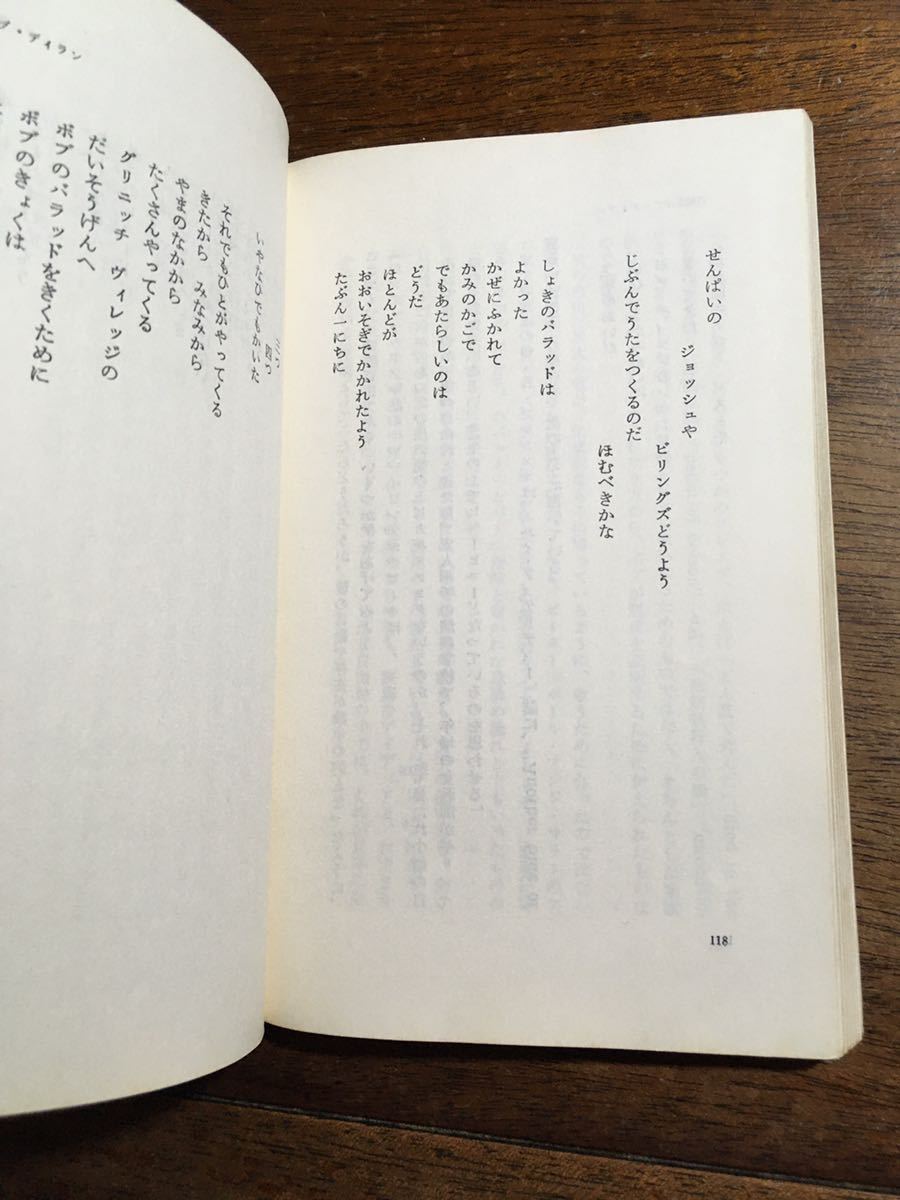 せんぱいの
ジョッシュや
ビリングズどうよう
じぶんでうたをつくるのだ
ほむべきかな
しょきのバラッドは
よかった
かぜにふかれて
かみのかごで
でもあたらしいのは
どうだ
ほとんどが
おおいそぎでかかれたよう
たぶん一にちに
118
三つ
四つ
いやなひでもかいた
それでもひとがやってくる
きたから みなみから
やまのなかから
たくさんやってくる
グリニッチ ヴィレッジの
だいそうげんへ
ボブのバラッドをきくために
ボブのきょくは
ブ・ディラン